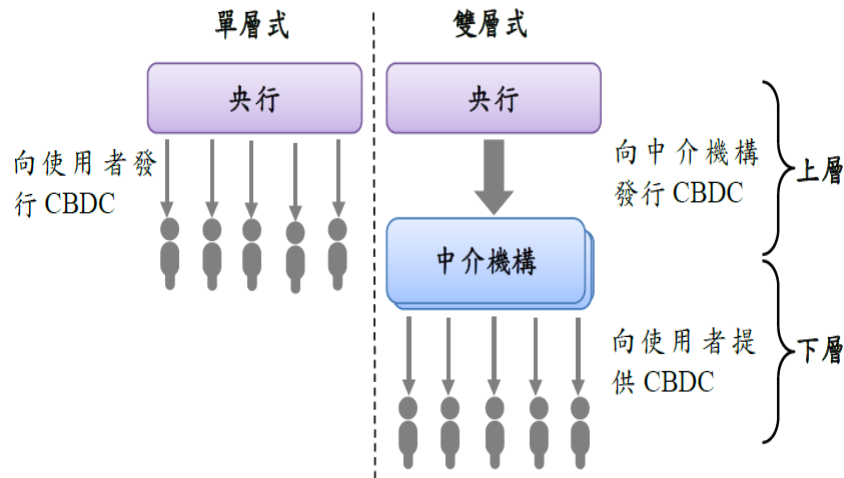 單層式
央行
向使用者發
行 CBDC
雙層式
央行
向中介機構
發行 CBDC
上層
中介機構
向使用者提
供 CBDC
下層